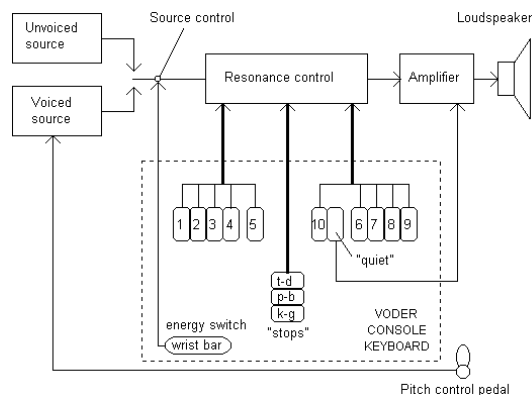 Source control
Loudspeaker
Unvoiced
source
Voiced
source
Resonance control
Amplifier
1 2 3 4 5
10 6 7 8 9
"quiet"
t-d
p-b
k-g
"stops"
energy switch
wrist bar
VODER
CONSOLE
KEYBOARD
Pitch control pedal